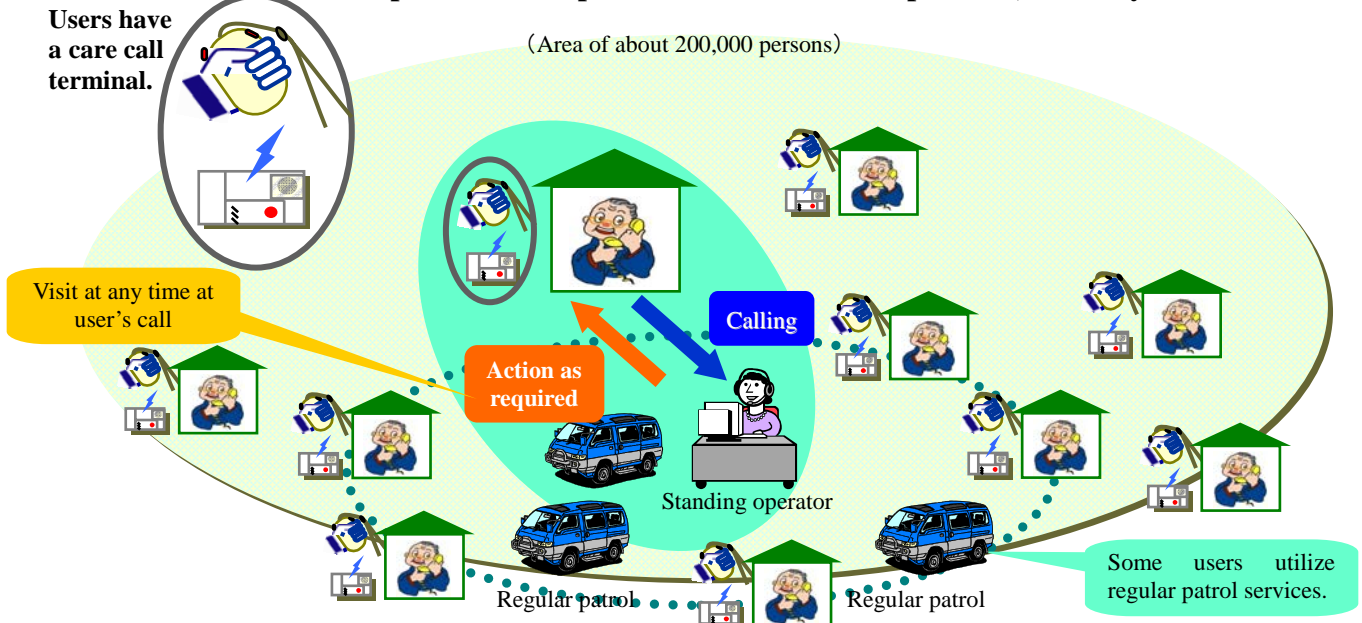 Users have
a care call
terminal.
（Area of about 200,000 persons）
Visit at any time at
user’s call
Calling
Action as
required
Standing operator
Regular patrol
Regular patrol
Some users utilize
regular patrol services.